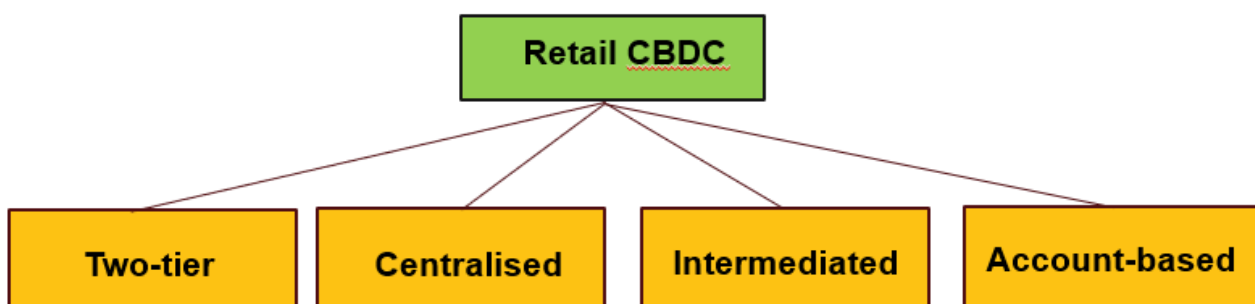 Retail CBDC
Two-tier
Centralised
Intermediated
Account-based